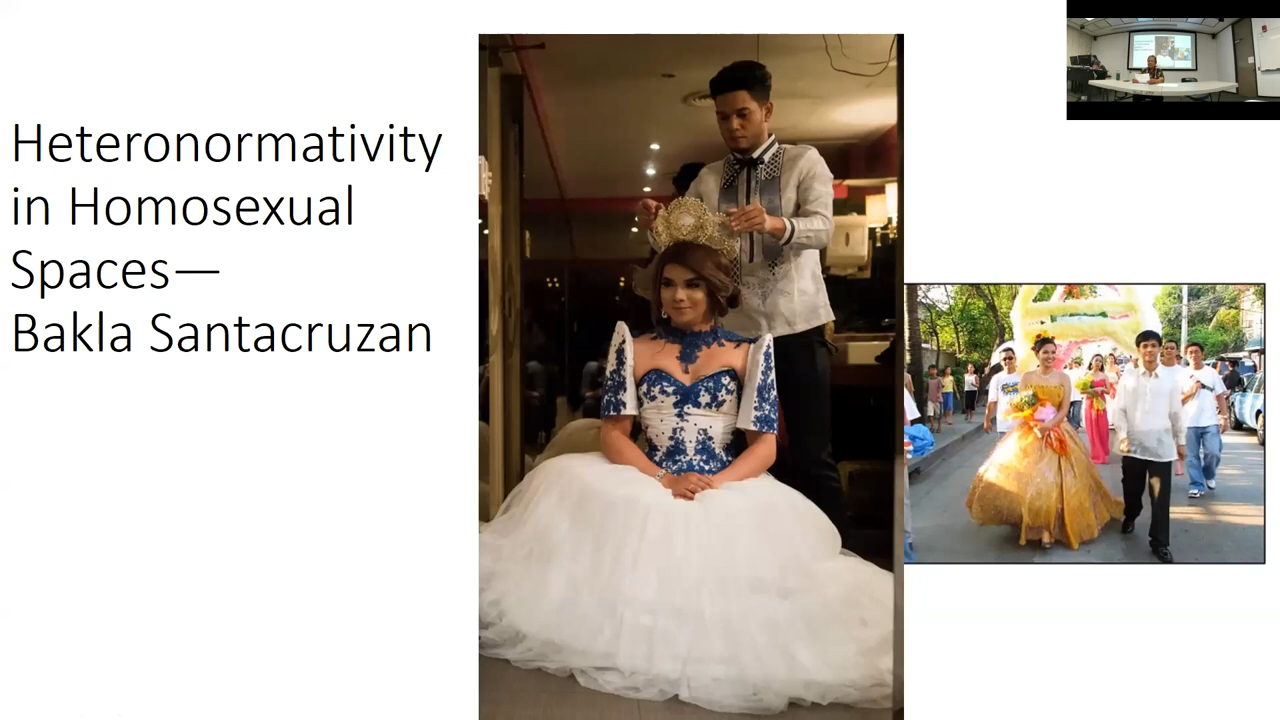 Heteronormativity
in Homosexual
Spaces—
Bakla Santacruzan